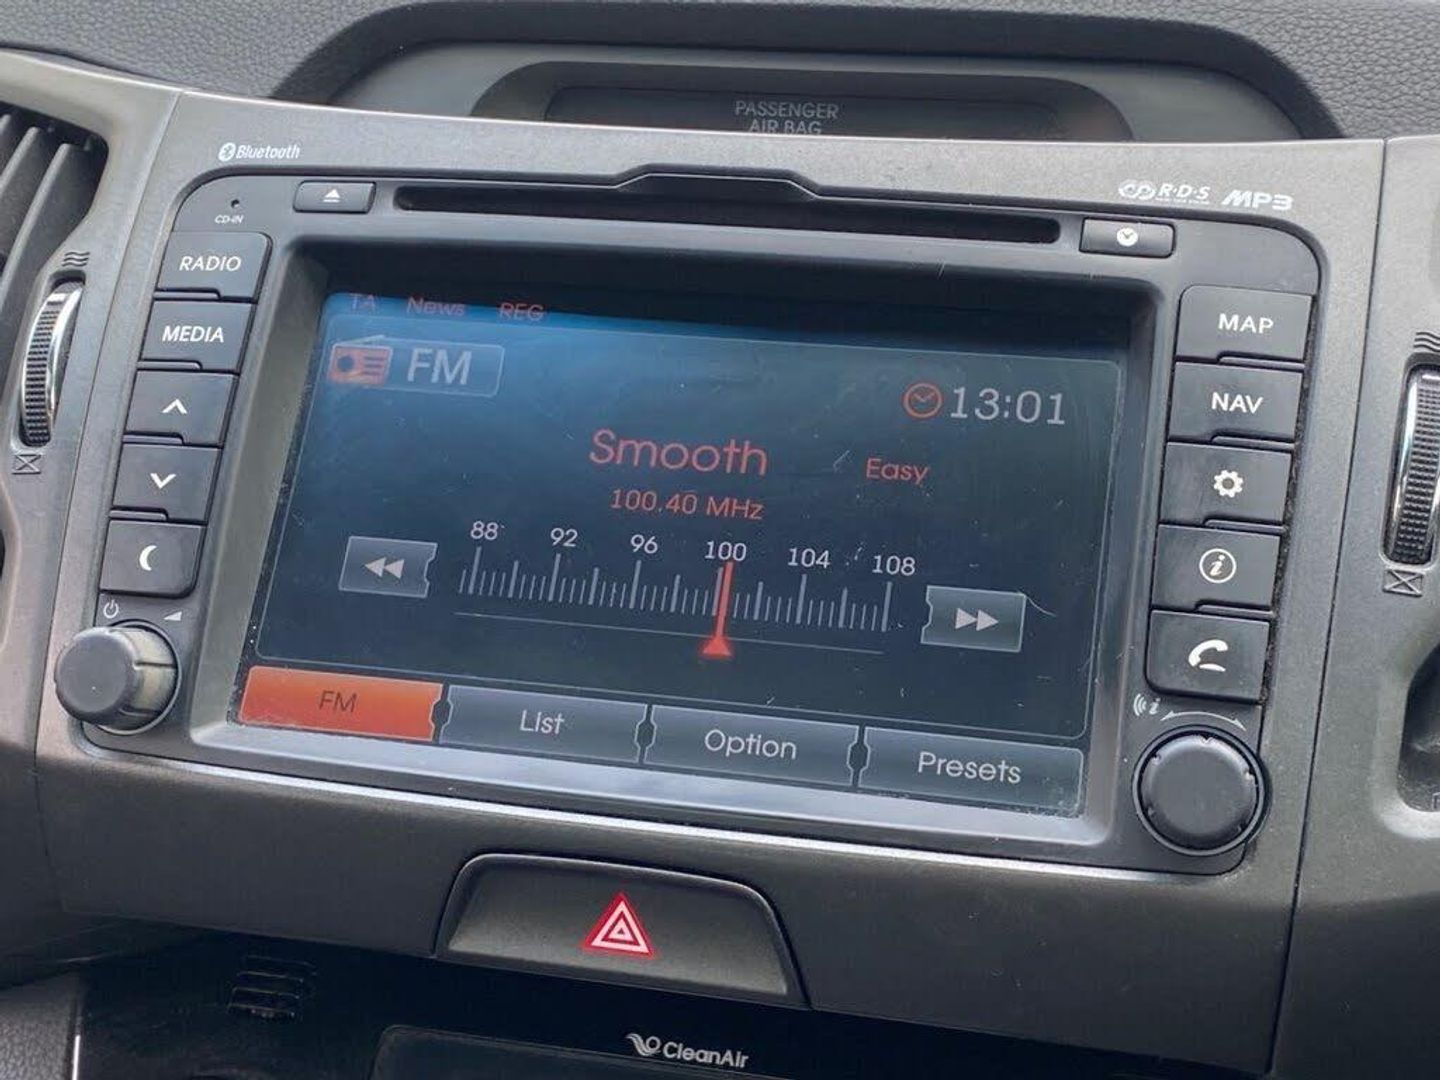 PASSENGER
AIR BAG
Bluetooth
R·D·S MP3
CD-IN
RADIO
MEDIA
MAP
NAV
TA News REG
FM
13:01
Smooth Easy
100.40 MHz
88 92 96 100 104 108
FM List Option Presets
CleanAir